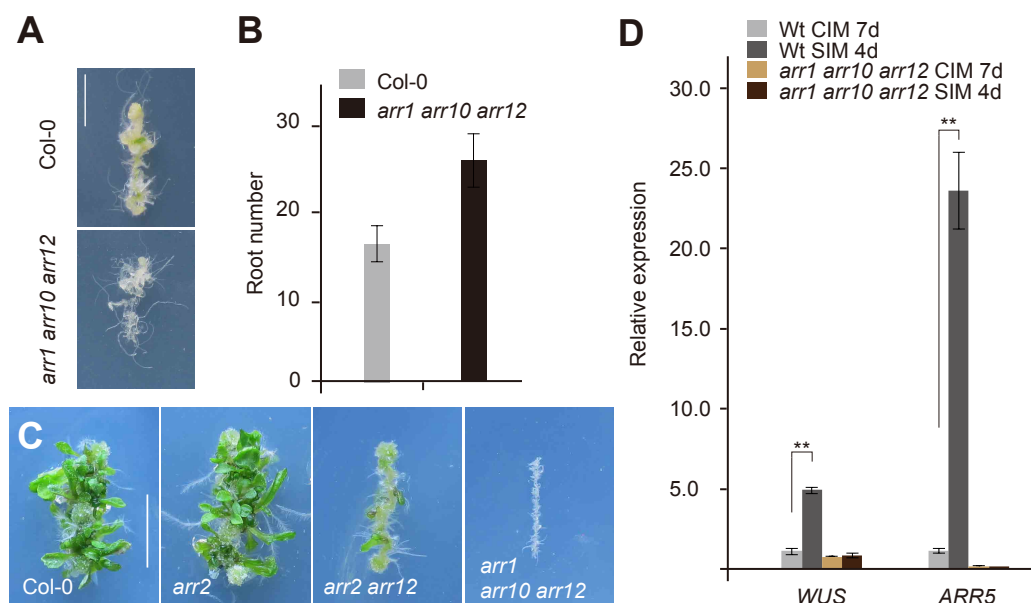 A
Col-0
arr1 arr10 arr12
B
Col-0
arr1 arr10 arr12
Root number
30
20
10
0
C
Col-0
arr2
arr2 arr12
arr1
arr10 arr12
D
Wt CIM 7d
Wt SIM 4d
arr1 arr10 arr12 CIM 7d
arr1 arr10 arr12 SIM 4d
Relative expression
30.0
25.0
20.0
15.0
10.0
5.0
0
**
**
WUS
ARR5